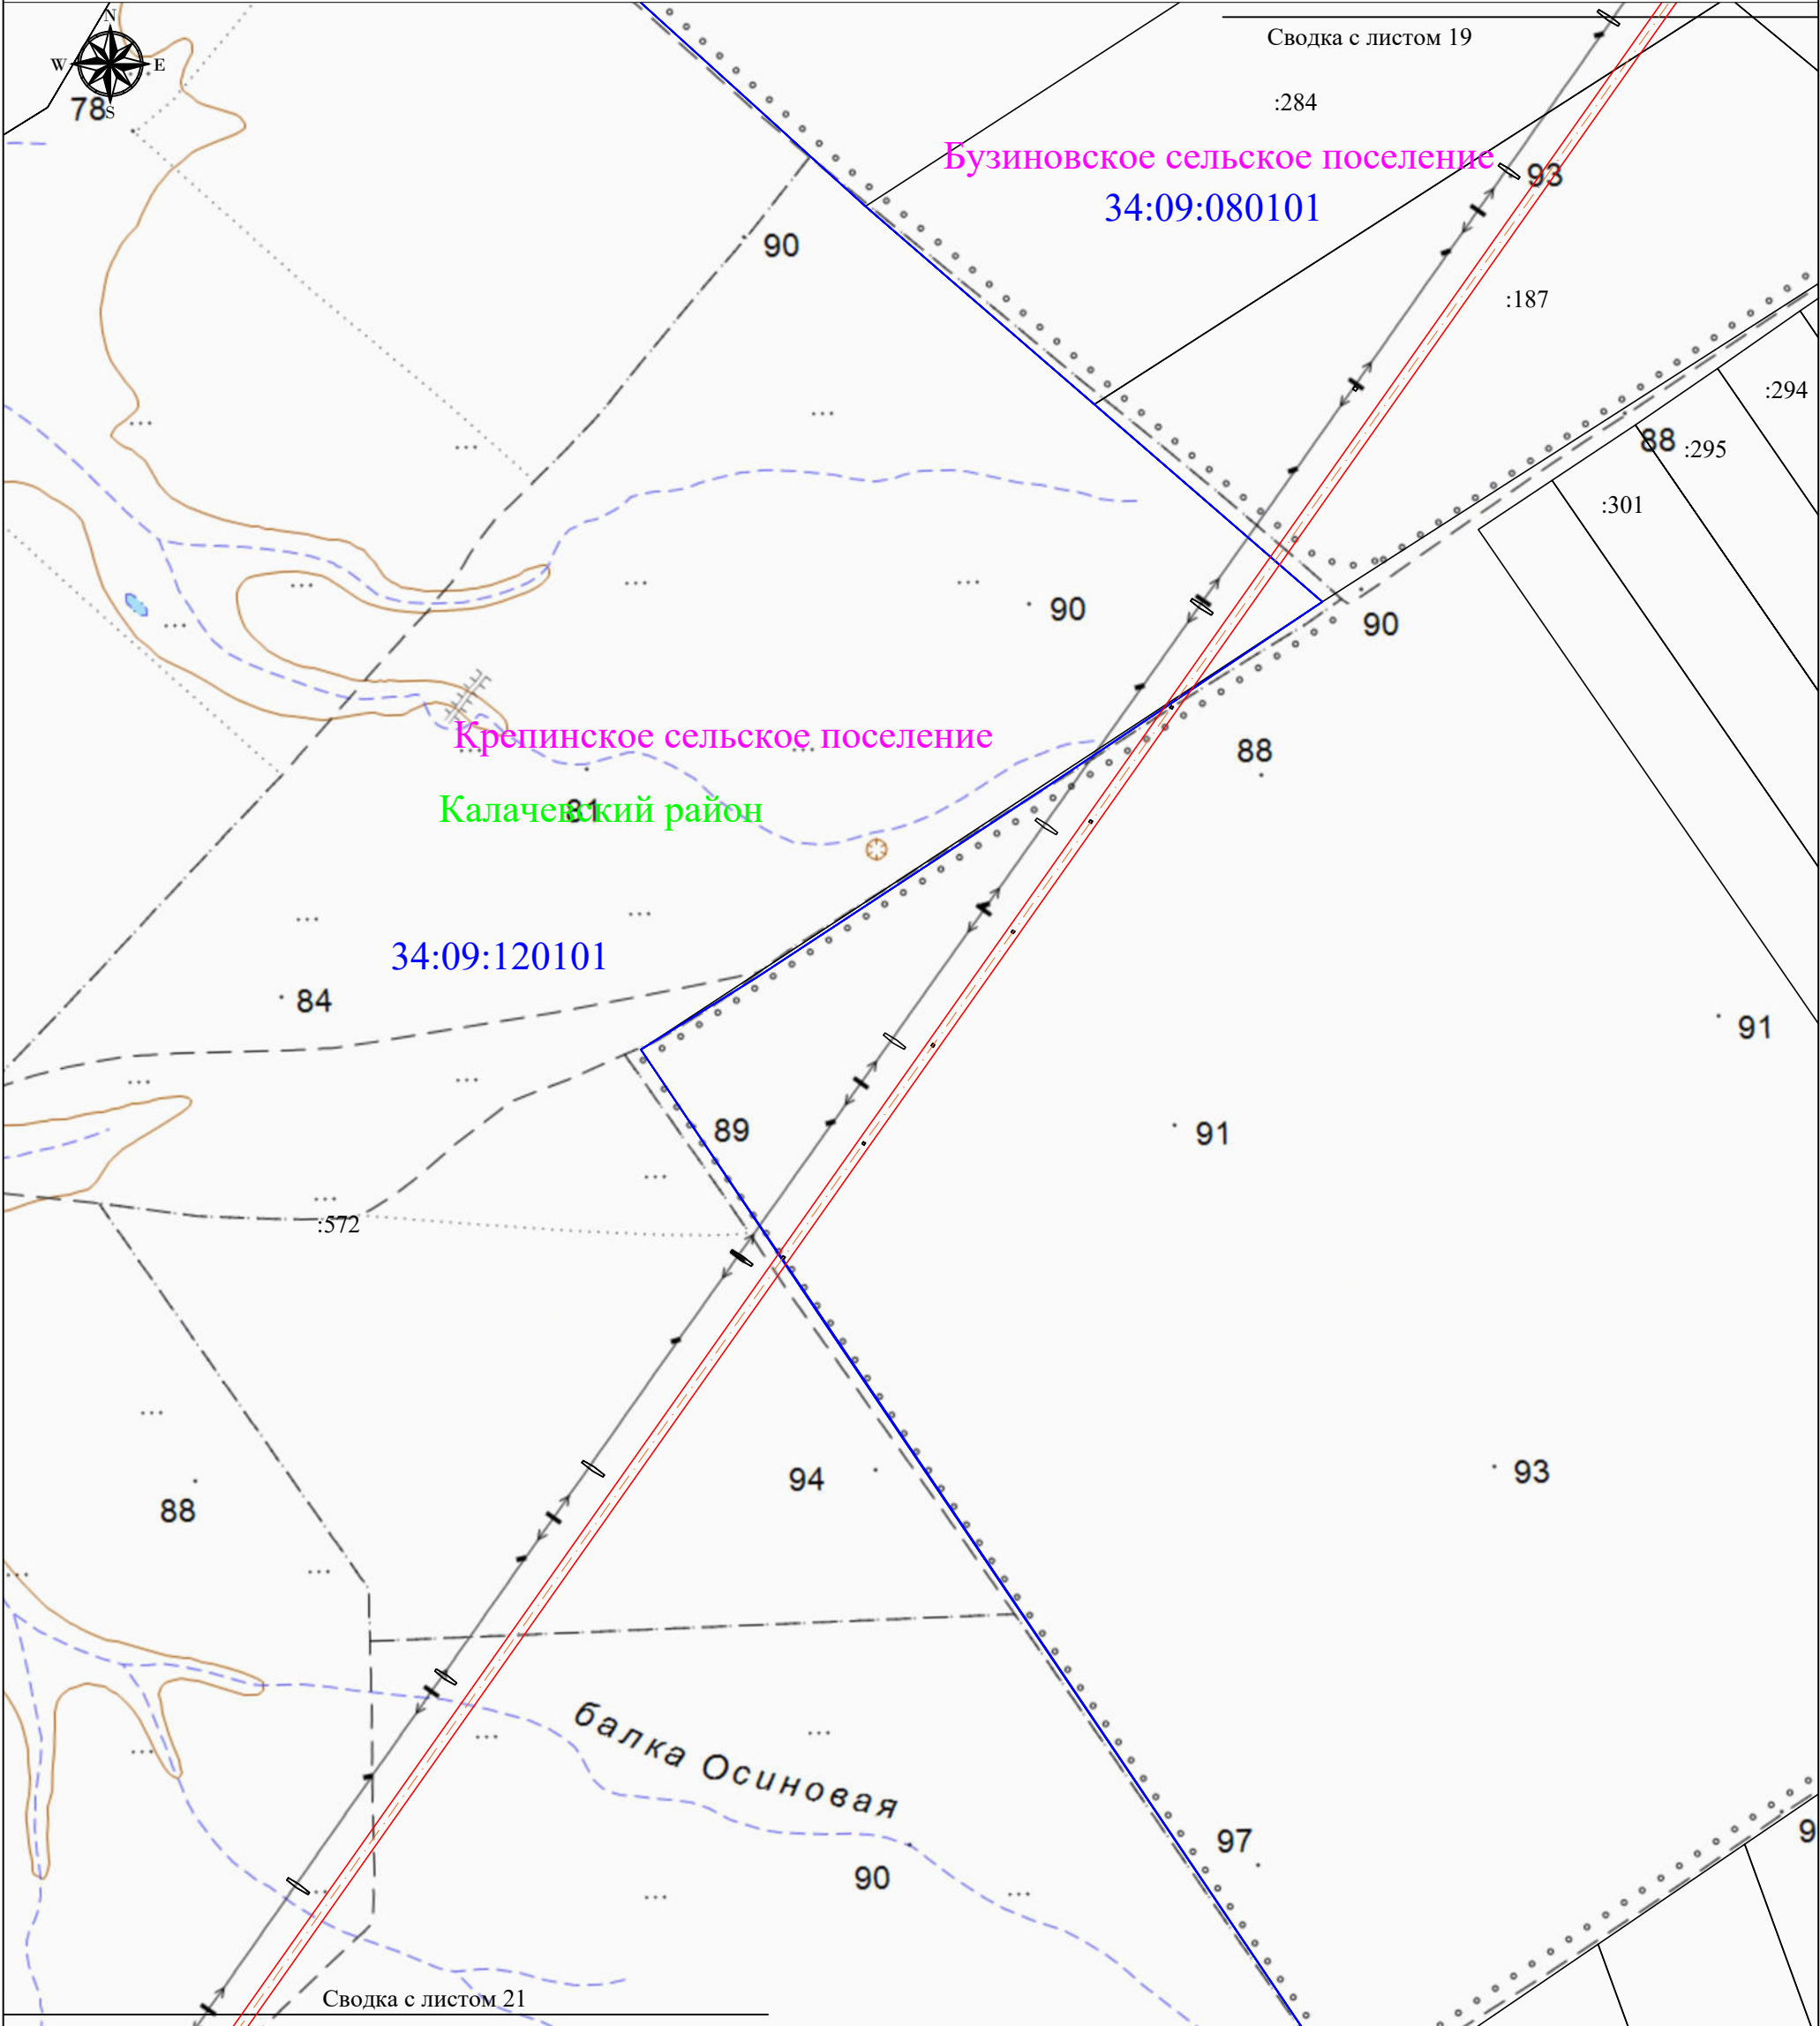 Сводка с листом 19
N
W
E
S
78
:284
Бузиновское сельское поселение
93
34:09:080101
90
:187
:294
88
:295
:301
90
90
Крепинское сельское поселение
88
Калачевский район
81
34:09:120101
84
91
89
91
:572
93
94
88
балка Осиновая
97
9
90
Сводка с листом 21